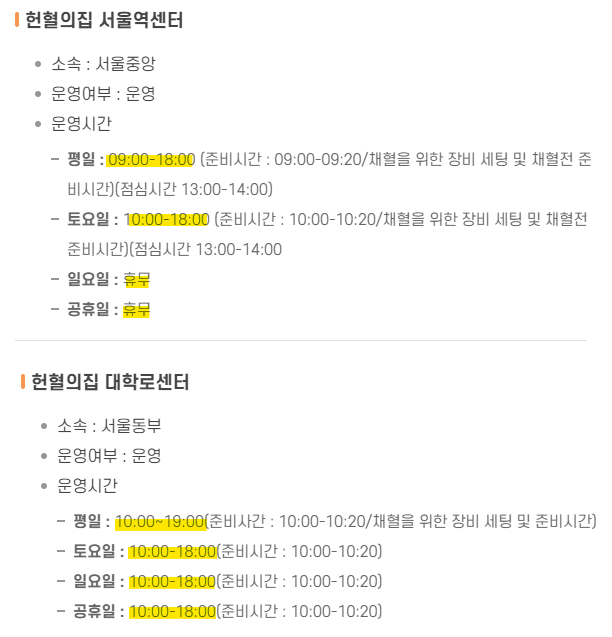 헌혈의집 서울역센터
소속 : 서울중앙
운영여부 : 운영
운영시간
– 평일 : 09:00-18:00 (준비시간 : 09:00-09:20/채혈을 위한 장비 세팅 및 채혈전 준
비시간)(점심시간 13:00-14:00)
– 토요일 : 10:00-18:00 (준비시간 : 10:00-10:20/채혈을 위한 장비 세팅 및 채혈전
준비시간)(점심시간 13:00-14:00
– 일요일 : 휴무
– 공휴일 : 휴무
헌혈의집 대학로센터
소속 : 서울동부
운영여부 : 운영
운영시간
– 평일 : 10:00~19:00(준비사간 : 10:00-10:20/채혈을 위한 장비 세팅 및 준비시간)
– 토요일 : 10:00-18:00(준비시간 : 10:00-10:20)
– 일요일 : 10:00-18:00(준비시간 : 10:00-10:20)
– 공휴일 : 10:00-18:00(준비시간 : 10:00-10:20)